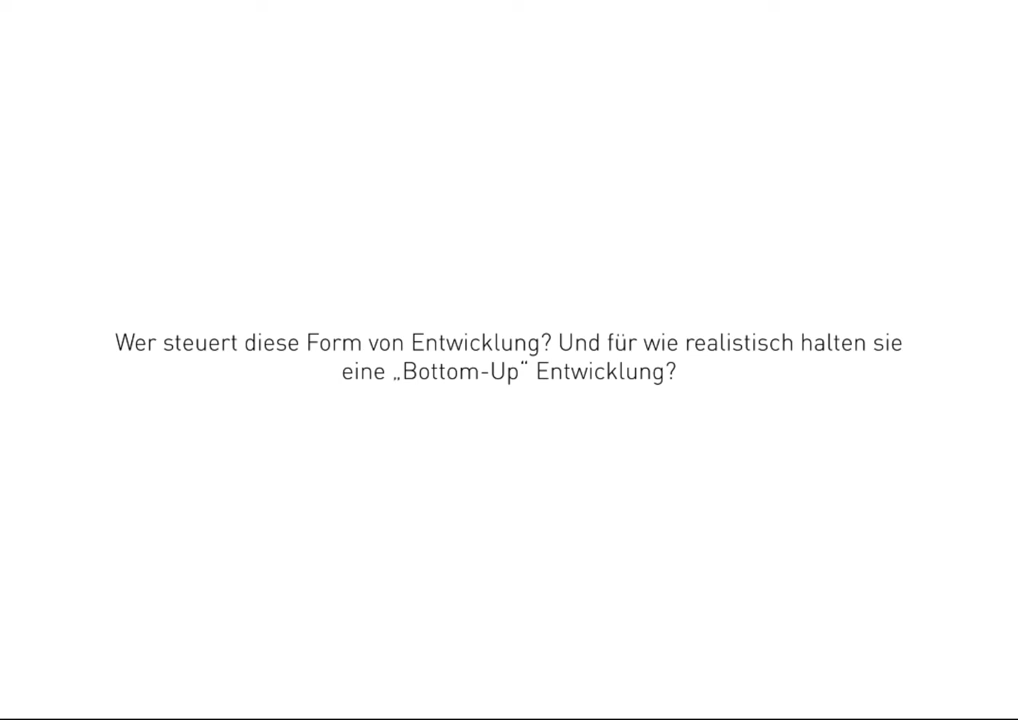 Wer steuert diese Form von Entwicklung? Und für wie realistisch halten sie
eine „Bottom-Up“ Entwicklung?